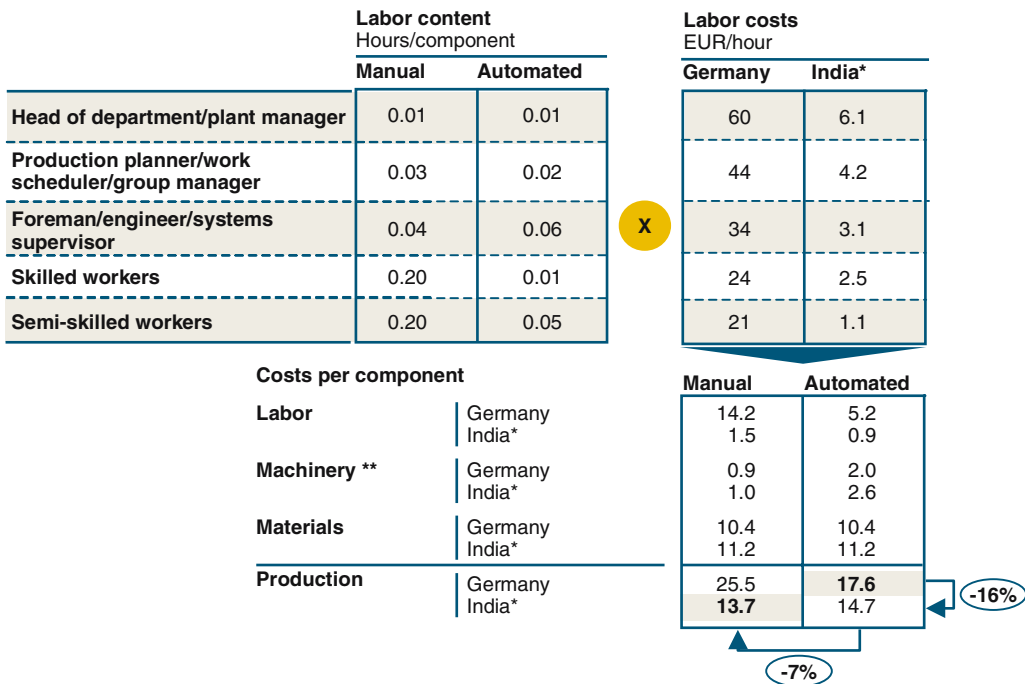 Labor content
Hours/component
Labor costs
EUR/hour
Manual Automated
Germany India*
Head of department/plant manager 0.01 0.01 60 6.1
Production planner/work
scheduler/group manager 0.03 0.02 44 4.2
Foreman/engineer/systems
supervisor 0.04 0.06 X 34 3.1
Skilled workers 0.20 0.01 24 2.5
Semi-skilled workers 0.20 0.05 21 1.1
Costs per component
Manual Automated
Labor Germany 14.2 5.2
India* 1.5 0.9
Machinery ** Germany 0.9 2.0
India* 1.0 2.6
Materials Germany 10.4 10.4
India* 11.2 11.2
Production Germany 25.5 17.6
India* 13.7 14.7
-16%
-7%